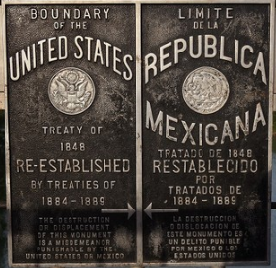 BOUNDARY
OF THE
UNITED STATES
TREATY OF
1848
RE-ESTABLISHED
BY TREATIES OF
1884-1889
THE DESTRUCTION
OR DISPLACEMENT
OF THIS MONUMENT
IS A MISDEMEANOR
PUNISHABLE BY THE
UNITED STATES OR MEXICO
LIMITE
DE LA
REPUBLICA
MEXICANA
TRATADO DE 1848
RESTABLECIDO
POR
TRATADOS DE
1884-1889
LA DESTRUCCION
O DISLOCACION DE
ESTE MONUMENTO ES
UN DELITO PUNIBLE
POR MEXICO O LOS
ESTADOS UNIDOS